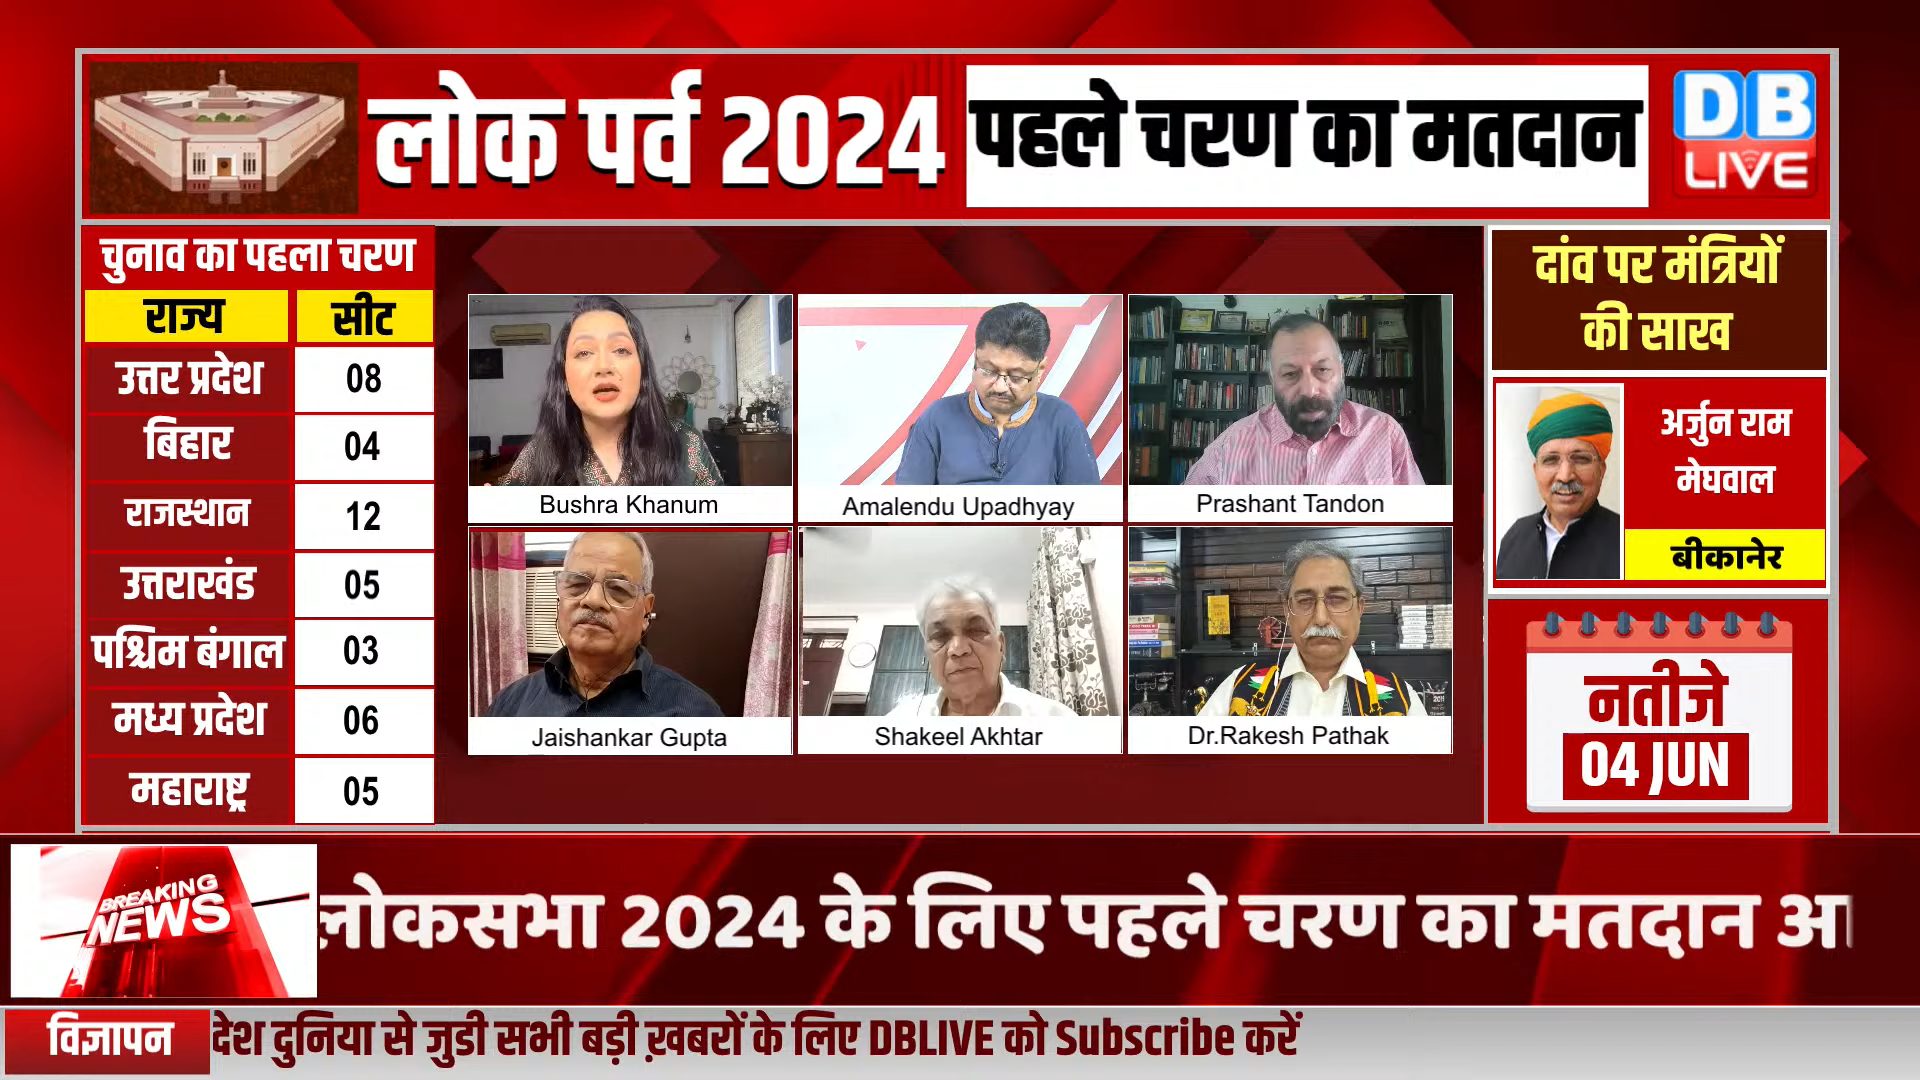 लोक पर्व 2024
पहले चरण का मतदान
DB
LIVE
चुनाव का पहला चरण
राज्य सीट
उत्तर प्रदेश 08
बिहार 04
राजस्थान 12
उत्तराखंड 05
पश्चिम बंगाल 03
मध्य प्रदेश 06
महाराष्ट्र 05
Bushra Khanum
Amalendu Upadhyay
Prashant Tandon
Jaishankar Gupta
Shakeel Akhtar
Dr.Rakesh Pathak
दांव पर मंत्रियों
की साख
अर्जुन राम
मेघवाल
बीकानेर
नतीजे
04 JUN
BREAKING
NEWS
लोकसभा 2024 के लिए पहले चरण का मतदान
विज्ञापन
देश दुनिया से जुडी सभी बड़ी ख़बरों के लिए DBLIVE को Subscribe करें